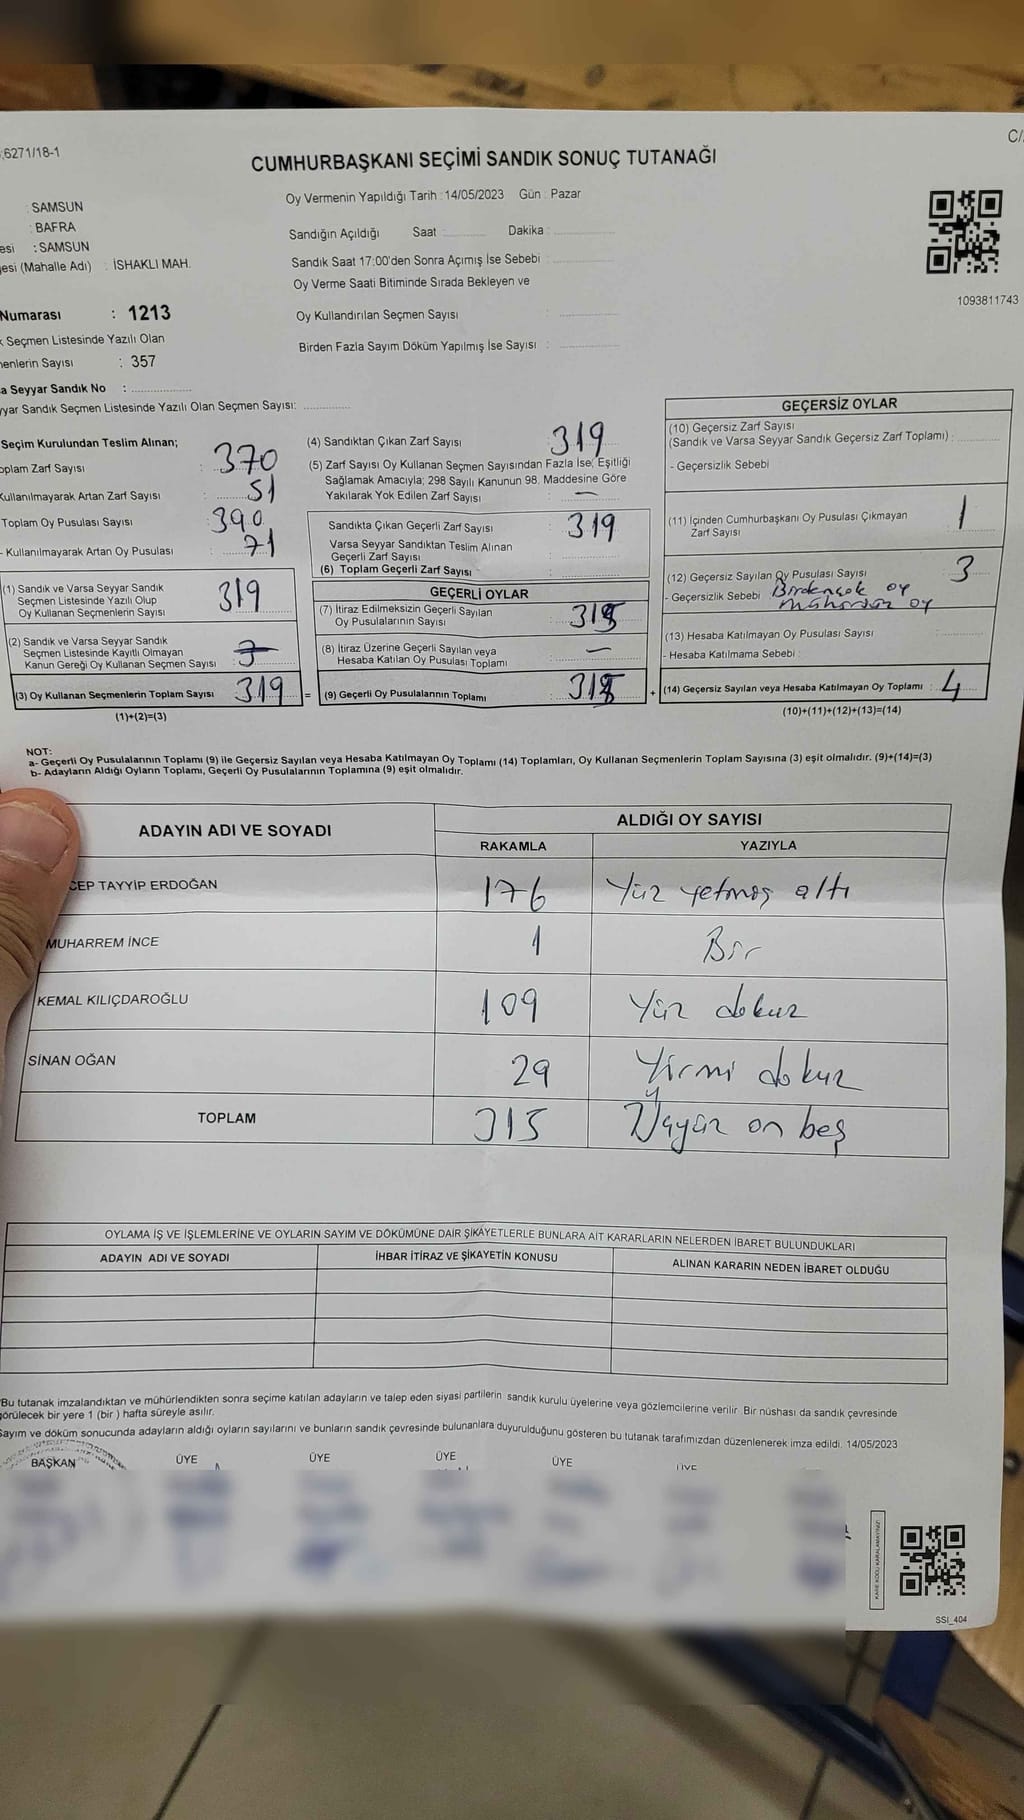 6271/18-1
C/
CUMHURBAŞKANI SEÇİMİ SANDIK SONUÇ TUTANAĞI
: SAMSUN
: BAFRA
esi : SAMSUN
(Mahalle Adı) : İSHAKLI MAH.
Numarası : 1213
Seçmen Listesinde Yazılı Olan
menlerin Sayısı : 357
a Seyyar Sandık No :
yyar Sandık Seçmen Listesinde Yazılı Olan Seçmen Sayısı:
Oy Vermenin Yapıldığı Tarih : 14/05/2023 Gün : Pazar
Sandığın Açıldığı Saat : Dakika :
Sandık Saat 17:00'den Sonra Açımış İse Sebebi :
Oy Verme Saati Bitiminde Sırada Bekleyen ve
Oy Kullandırılan Seçmen Sayısı :
Birden Fazla Sayım Döküm Yapılmış İse Sayısı :
1093811743
Seçim Kurulundan Teslim Alınan;
oplam Zarf Sayısı : 370
Kullanılmayarak Artan Zarf Sayısı : 51
Toplam Oy Pusulası Sayısı : 390
- Kullanılmayarak Artan Oy Pusulası : 71
(1) Sandık ve Varsa Seyyar Sandık
Seçmen Listesinde Yazılı Olup
Oy Kullanan Seçmenlerin Sayısı : 319
(2) Sandık ve Varsa Seyyar Sandık
Seçmen Listesinde Kayıtlı Olmayan
Kanun Gereği Oy Kullanan Seçmen Sayısı :
(3) Oy Kullanan Seçmenlerin Toplam Sayısı : 319
(1)+(2)=(3)
(4) Sandıktan Çıkan Zarf Sayısı : 319
(5) Zarf Sayısı Oy Kullanan Seçmen Sayısından Fazla İse, Eşitliği
Sağlamak Amacıyla; 298 Sayılı Kanunun 98. Maddesine Göre
Yakılarak Yok Edilen Zarf Sayısı : —
Sandıkta Çıkan Geçerli Zarf Sayısı : 319
Varsa Seyyar Sandıktan Teslim Alınan
Geçerli Zarf Sayısı :
(6) Toplam Geçerli Zarf Sayısı :
GEÇERLİ OYLAR
(7) İtiraz Edilmeksizin Geçerli Sayılan
Oy Pusulalarının Sayısı : 315
(8) İtiraz Üzerine Geçerli Sayılan veya
Hesaba Katılan Oy Pusulası Toplamı : —
= (9) Geçerli Oy Pusulalarının Toplamı : 315
GEÇERSİZ OYLAR
(10) Geçersiz Zarf Sayısı
(Sandık ve Varsa Seyyar Sandık Geçersiz Zarf Toplamı) :
- Geçersizlik Sebebi
(11) İçinden Cumhurbaşkanı Oy Pusulası Çıkmayan
Zarf Sayısı : 1
(12) Geçersiz Sayılan Oy Pusulası Sayısı : 3
- Geçersizlik Sebebi : Birden çok oy
mühürsüz oy
(13) Hesaba Katılmayan Oy Pusulası Sayısı :
- Hesaba Katılmama Sebebi :
+ (14) Geçersiz Sayılan veya Hesaba Katılmayan Oy Toplamı : 4
(10)+(11)+(12)+(13)=(14)
NOT:
a- Geçerli Oy Pusulalarının Toplamı (9) ile Geçersiz Sayılan veya Hesaba Katılmayan Oy Toplamı (14) Toplamları, Oy Kullanan Seçmenlerin Toplam Sayısına (3) eşit olmalıdır. (9)+(14)=(3)
b- Adayların Aldığı Oyların Toplamı, Geçerli Oy Pusulalarının Toplamına (9) eşit olmalıdır.
ADAYIN ADI VE SOYADI ALDIĞI OY SAYISI
RAKAMLA YAZIYLA
CEP TAYYİP ERDOĞAN 176 Yüz yetmiş altı
MUHARREM İNCE 1 Bir
KEMAL KILIÇDAROĞLU 109 Yüz dokuz
SİNAN OĞAN 29 Yirmi dokuz
TOPLAM 315 Üçyüz on beş
OYLAMA İŞ VE İŞLEMLERİNE VE OYLARIN SAYIM VE DÖKÜMÜNE DAİR ŞİKAYETLERLE BUNLARA AİT KARARLARIN NELERDEN İBARET BULUNDUKLARI
ADAYIN ADI VE SOYADI İHBAR İTİRAZ VE ŞİKAYETİN KONUSU ALINAN KARARIN NEDEN İBARET OLDUĞU
Bu tutanak imzalandıktan ve mühürlendikten sonra seçime katılan adayların ve talep eden siyasi partilerin sandık kurulu üyelerine veya gözlemcilerine verilir. Bir nüshası da sandık çevresinde
görülecek bir yere 1 (bir ) hafta süreyle asılır.
Sayım ve döküm sonucunda adayların aldığı oyların sayılarını ve bunların sandık çevresinde bulunanlara duyurulduğunu gösteren bu tutanak tarafımızdan düzenlenerek imza edildi. 14/05/2023
BAŞKAN ÜYE ÜYE ÜYE ÜYE ÜYE
KARE KODU KARALAMAYINIZ!
SSI_404